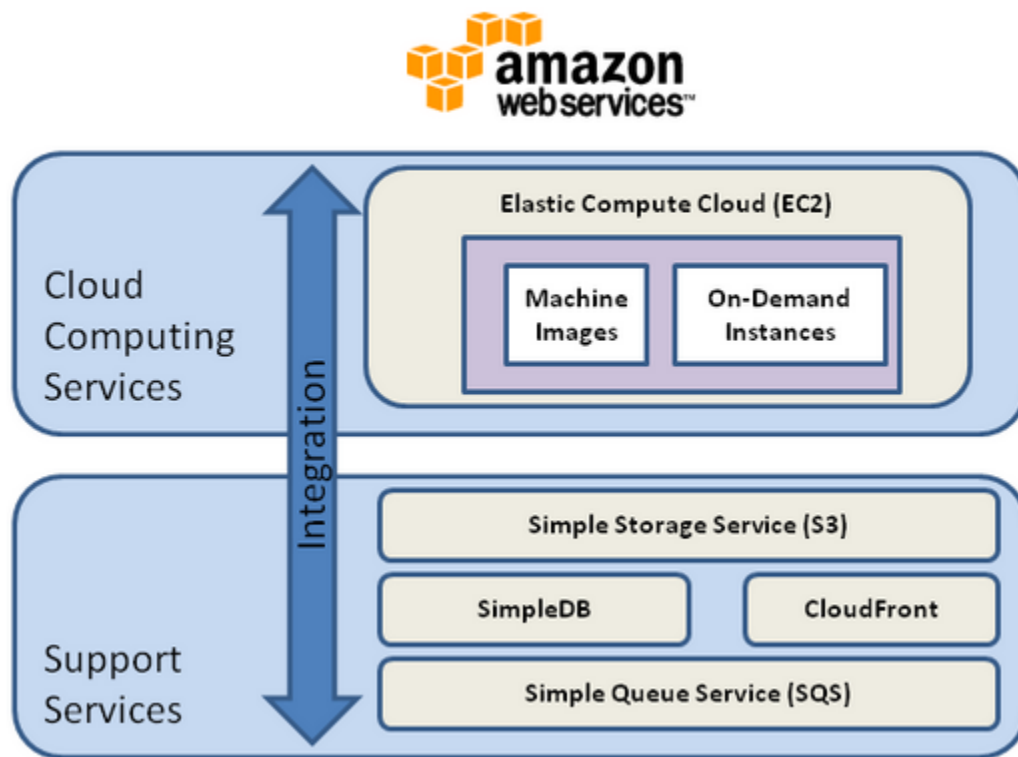 amazon
webservices™
Cloud
Computing
Services
Integration
Elastic Compute Cloud (EC2)
Machine
Images
On-Demand
Instances
Support
Services
Simple Storage Service (S3)
SimpleDB
CloudFront
Simple Queue Service (SQS)